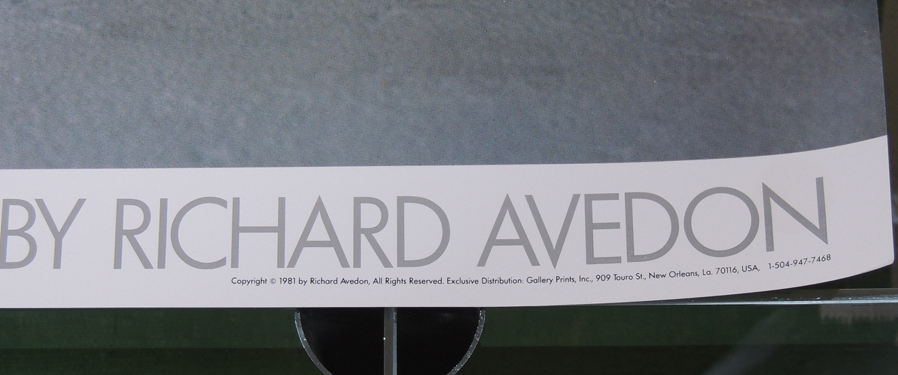 BY RICHARD AVEDON
Copyright © 1981 by Richard Avedon, All Rights Reserved. Exclusive Distribution: Gallery Prints, Inc., 909 Touro St., New Orleans, La. 70116, USA, 1-504-947-7468